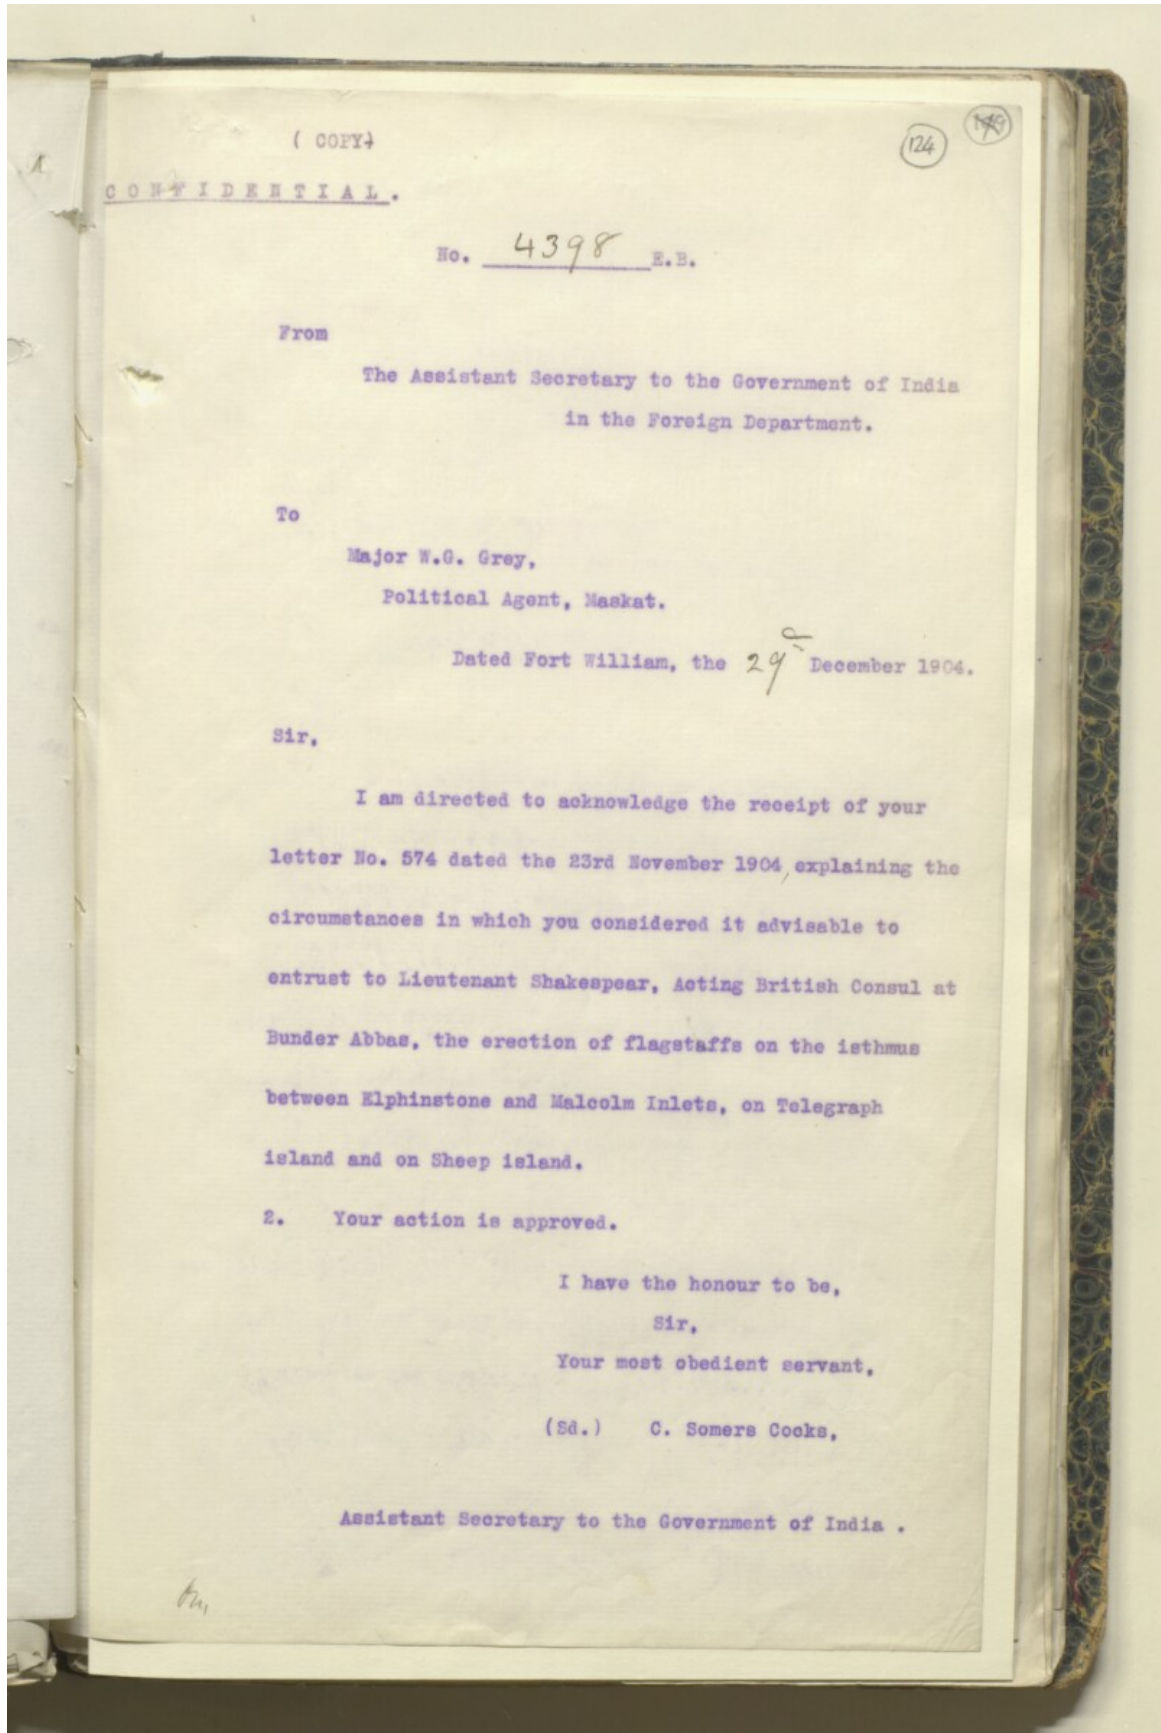 ( COPY)
124
179
CONFIDENTIAL.
No. 4398 E.B.
From
The Assistant Secretary to the Government of India
in the Foreign Department.
To
Major W.G. Grey,
Political Agent, Maskat.
Dated Fort William, the 29th December 1904.
Sir,
I am directed to acknowledge the receipt of your
letter No. 574 dated the 23rd November 1904, explaining the
circumstances in which you considered it advisable to
entrust to Lieutenant Shakespear, Acting British Consul at
Bunder Abbas, the erection of flagstaffs on the isthmus
between Elphinstone and Malcolm Inlets, on Telegraph
island and on Sheep island.
2. Your action is approved.
I have the honour to be,
Sir,
Your most obedient servant,
(Sd.) C. Somers Cocks,
Assistant Secretary to the Government of India .